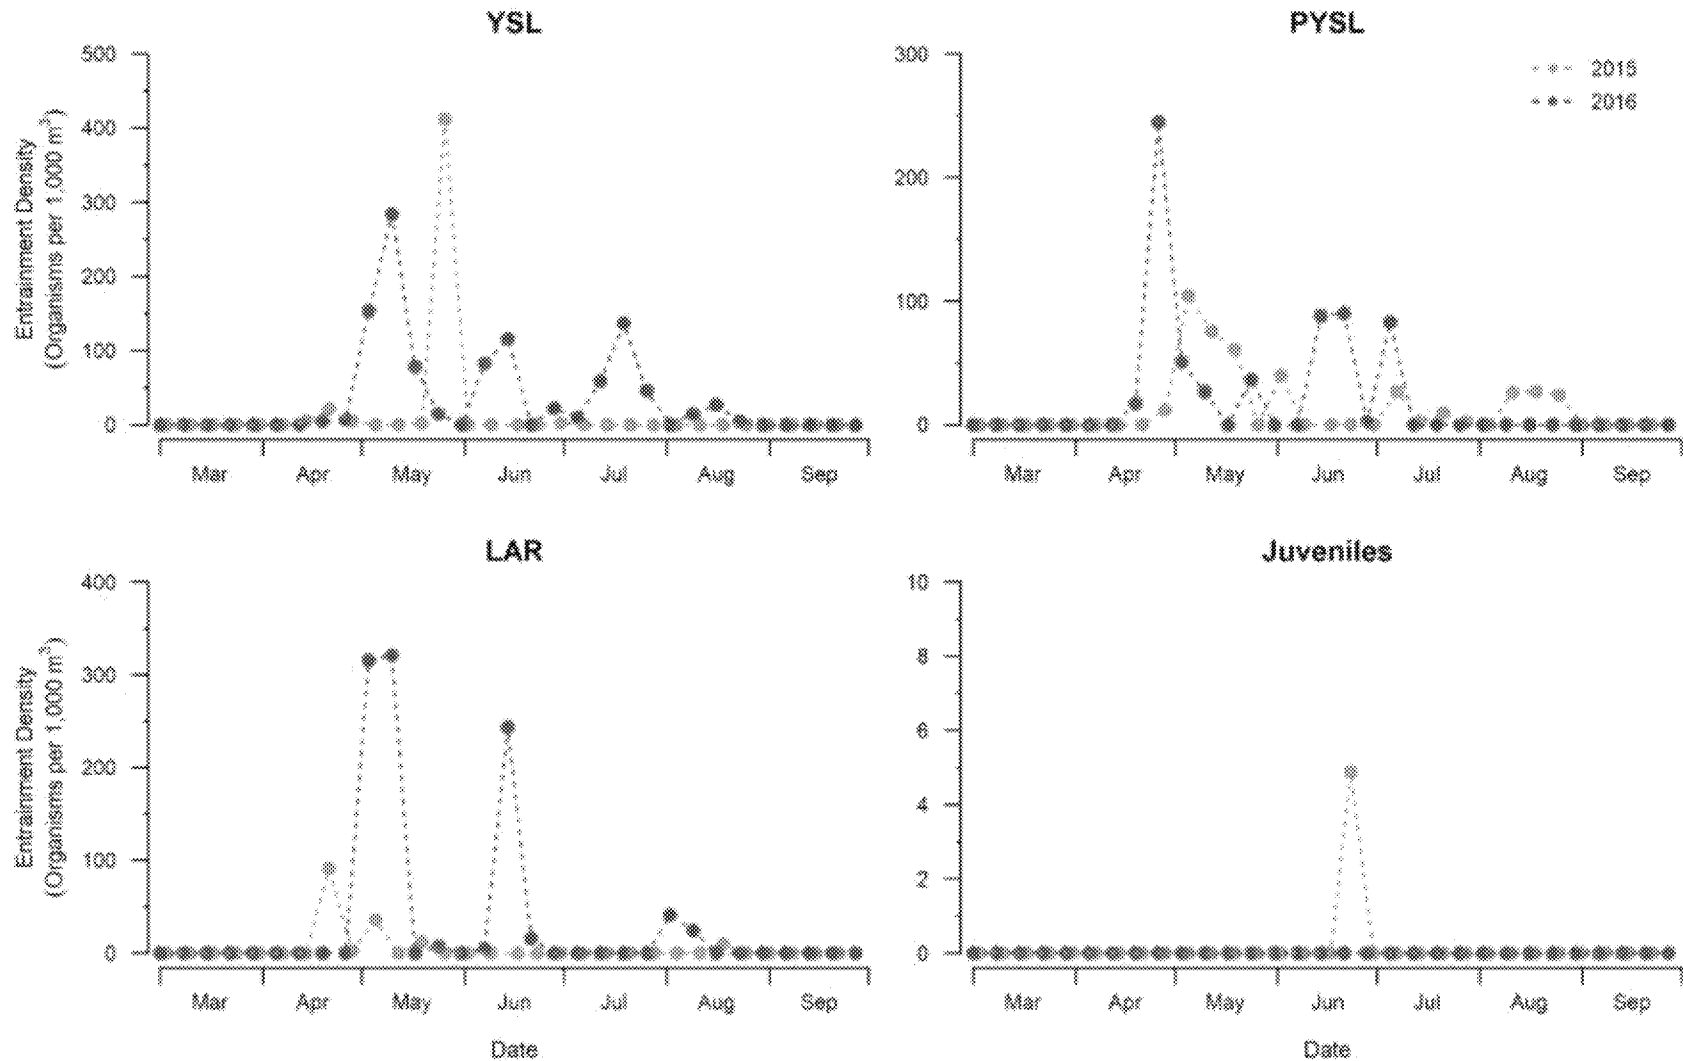 YSL
500
400
300
200
100
0
Entrainment Density
(Organisms per 1,000 m³)
Mar Apr May Jun Jul Aug Sep
PYSL
300
200
100
0
2015
2016
Mar Apr May Jun Jul Aug Sep
LAR
400
300
200
100
0
Entrainment Density
(Organisms per 1,000 m³)
Mar Apr May Jun Jul Aug Sep
Date
Juveniles
10
8
6
4
2
0
Mar Apr May Jun Jul Aug Sep
Date